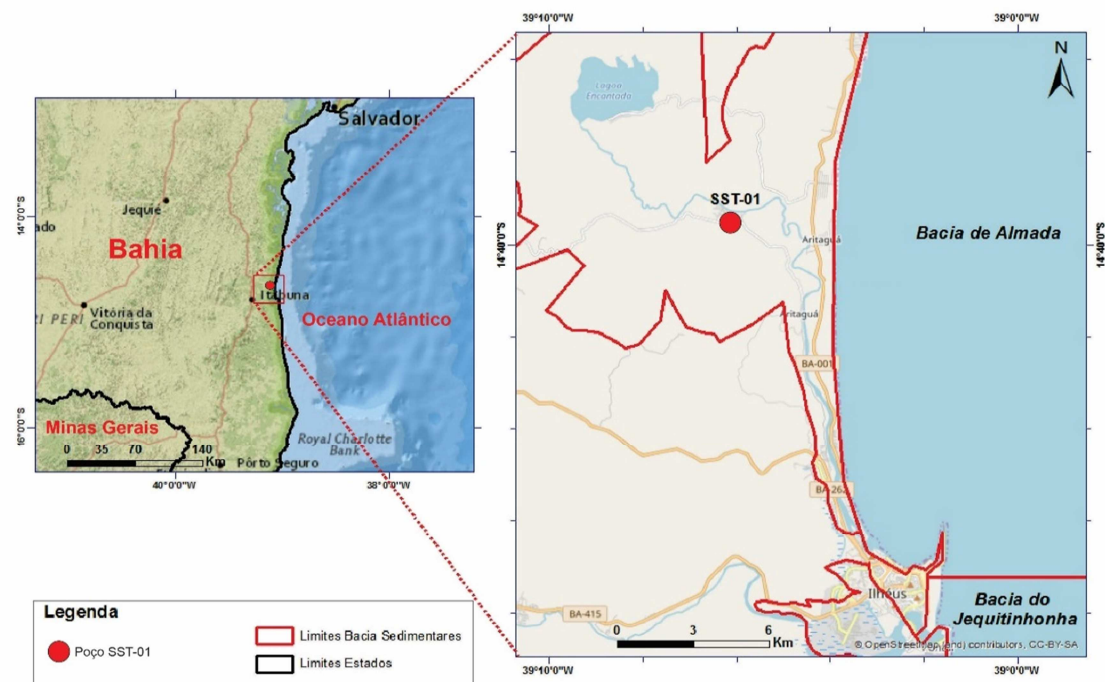 39°10'0"W
39°0'0"W
N
Lagoa
Encantada
SST-01
Aritaguá
Bacia de Almada
14°40'0"S
14°40'0"S
Aritaguá
BA-001
BA-262
Ilhéus
BA-415
0 3 6
Km
Bacia do
Jequitinhonha
© OpenStreetMap (and) contributors, CC-BY-SA
39°10'0"W
39°0'0"W
Salvador
Jequié
14°0'0"S
ado
Bahia
Itabuna
Vitória da
Conquista
RI PERI
Oceano Atlântico
Minas Gerais
16°0'0"S
0 35 70 140
Km
Royal Charlotte
Bank
Pôrto Seguro
40°0'0"W
38°0'0"W
Legenda
Poço SST-01
Limites Bacia Sedimentares
Limites Estados